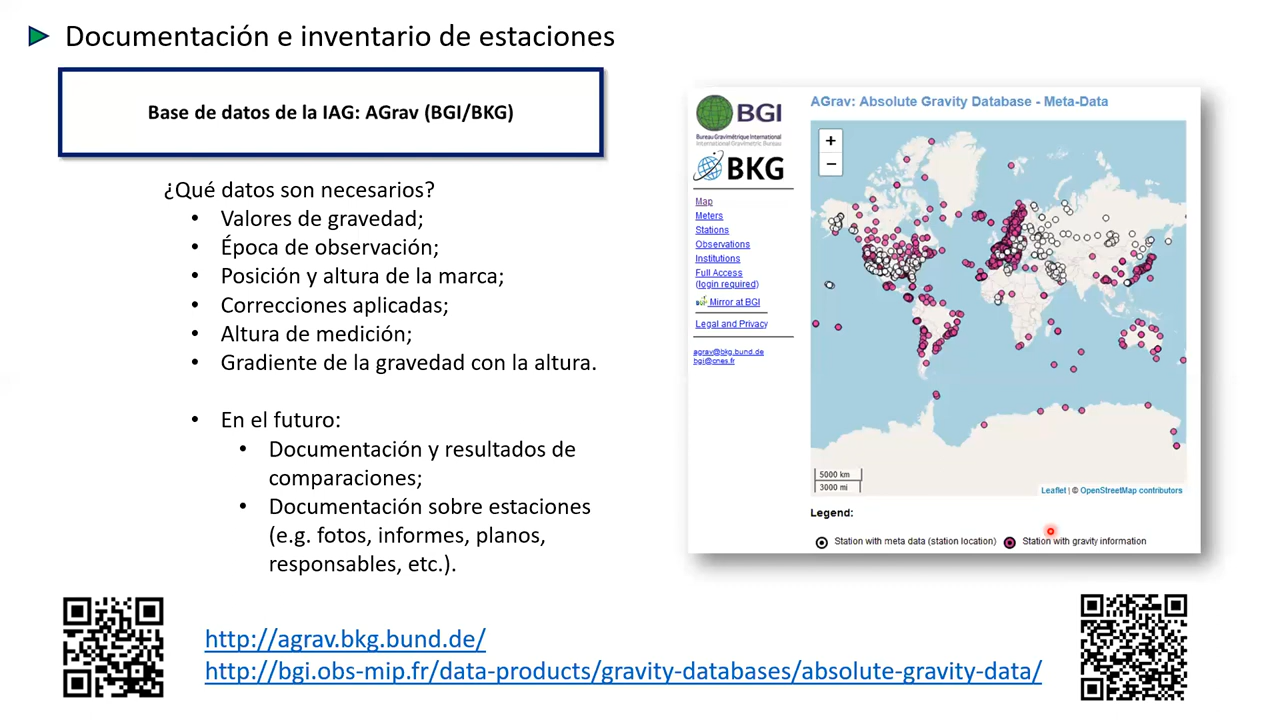 Documentación e inventario de estaciones
Base de datos de la IAG: AGrav (BGI/BKG)
¿Qué datos son necesarios?
• Valores de gravedad;
• Época de observación;
• Posición y altura de la marca;
• Correcciones aplicadas;
• Altura de medición;
• Gradiente de la gravedad con la altura.
• En el futuro:
• Documentación y resultados de
comparaciones;
• Documentación sobre estaciones
(e.g. fotos, informes, planos,
responsables, etc.).
http://agrav.bkg.bund.de/
http://bgi.obs-mip.fr/data-products/gravity-databases/absolute-gravity-data/
BGI
Bureau Gravimétrique International
International Gravimetric Bureau
BKG
Map
Meters
Stations
Observations
Institutions
Full Access
(login required)
Mirror at BGI
Legal and Privacy
agrav@bkg.bund.de
bgi@cnes.fr
AGrav: Absolute Gravity Database - Meta-Data
+
−
5000 km
3000 mi
Leaflet | © OpenStreetMap contributors
Legend:
Station with meta data (station location)
Station with gravity information